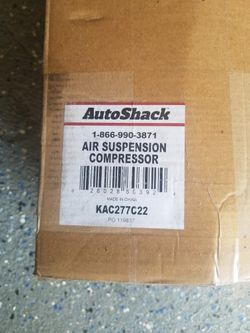 AutoShack
1-866-990-3871
AIR SUSPENSION
COMPRESSOR
MADE IN CHINA
KAC277C22